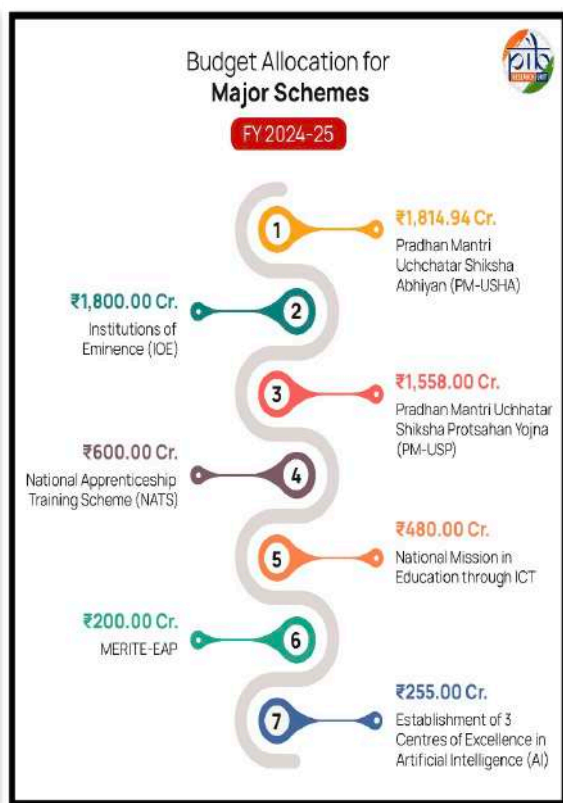 Budget Allocation for
Major Schemes
FY 2024-25
pib
RESEARCH UNIT
1
₹1,814.94 Cr.
Pradhan Mantri
Uchchatar Shiksha
Abhiyan (PM-USHA)
₹1,800.00 Cr.
Institutions of
Eminence (IOE)
2
3
₹1,558.00 Cr.
Pradhan Mantri Uchhatar
Shiksha Protsahan Yojna
(PM-USP)
₹600.00 Cr.
National Apprenticeship
Training Scheme (NATS)
4
5
₹480.00 Cr.
National Mission in
Education through ICT
₹200.00 Cr.
MERITE-EAP
6
7
₹255.00 Cr.
Establishment of 3
Centres of Excellence in
Artificial Intelligence (AI)